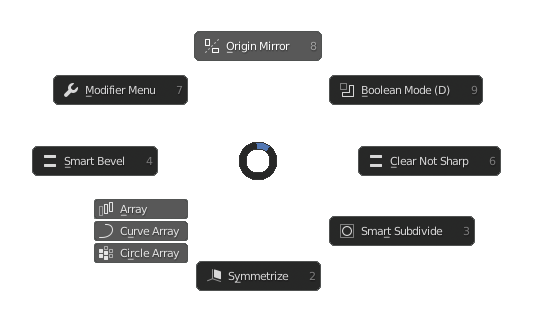 Origin Mirror 8
Modifier Menu 7
Boolean Mode (D) 9
Smart Bevel 4
Clear Not Sharp 6
Array
Curve Array
Circle Array
Smart Subdivide 3
Symmetrize 2